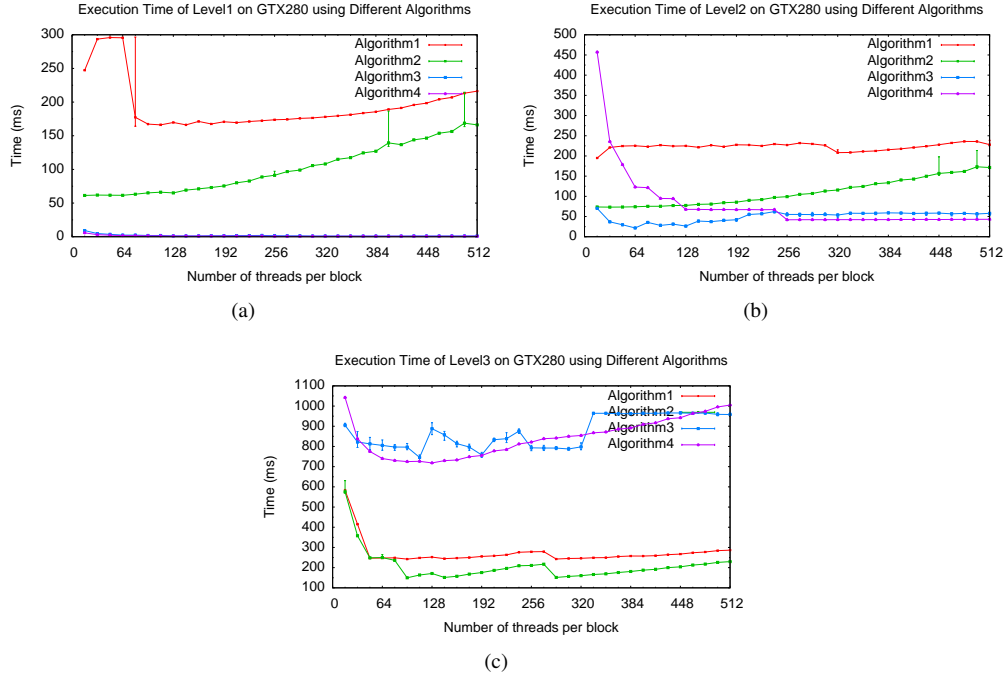 Execution Time of Level1 on GTX280 using Different Algorithms
300
250
200
150
100
50
0
Time (ms)
Algorithm1
Algorithm2
Algorithm3
Algorithm4
0 64 128 192 256 320 384 448 512
Number of threads per block
(a)
Execution Time of Level2 on GTX280 using Different Algorithms
500
450
400
350
300
250
200
150
100
50
0
Time (ms)
Algorithm1
Algorithm2
Algorithm3
Algorithm4
0 64 128 192 256 320 384 448 512
Number of threads per block
(b)
Execution Time of Level3 on GTX280 using Different Algorithms
1100
1000
900
800
700
600
500
400
300
200
100
Time (ms)
Algorithm1
Algorithm2
Algorithm3
Algorithm4
0 64 128 192 256 320 384 448 512
Number of threads per block
(c)